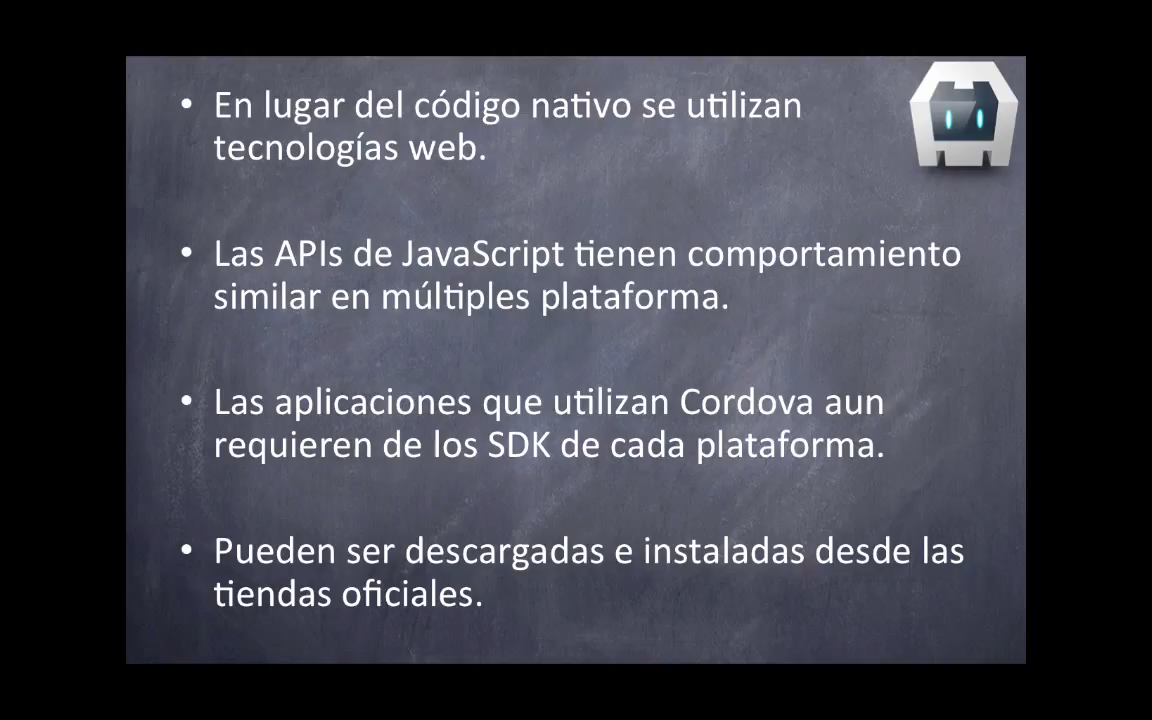 • En lugar del código nativo se utilizan
tecnologías web.
• Las APIs de JavaScript tienen comportamiento
similar en múltiples plataforma.
• Las aplicaciones que utilizan Cordova aun
requieren de los SDK de cada plataforma.
• Pueden ser descargadas e instaladas desde las
tiendas oficiales.